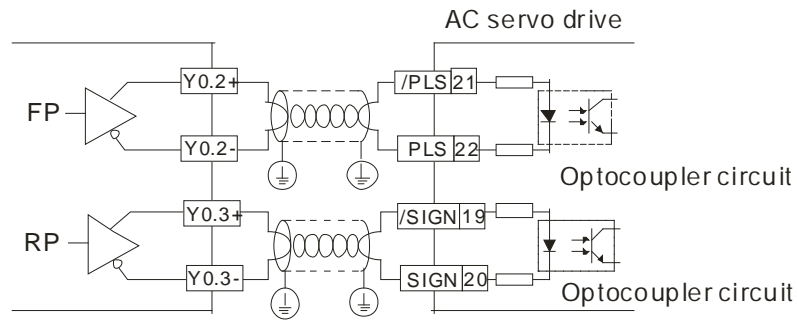 AC servo drive
Y0.2+ /PLS 21
FP
Y0.2- PLS 22
Optocoupler circuit
Y0.3+ /SIGN 19
RP
Y0.3- SIGN 20
Optocoupler circuit